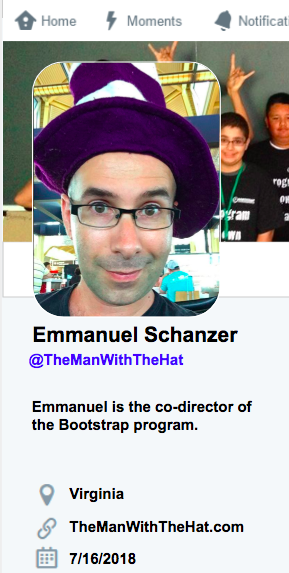 Home Moments Notificati
Emmanuel Schanzer
@TheManWithTheHat
Emmanuel is the co-director of
the Bootstrap program.
Virginia
TheManWithTheHat.com
7/16/2018